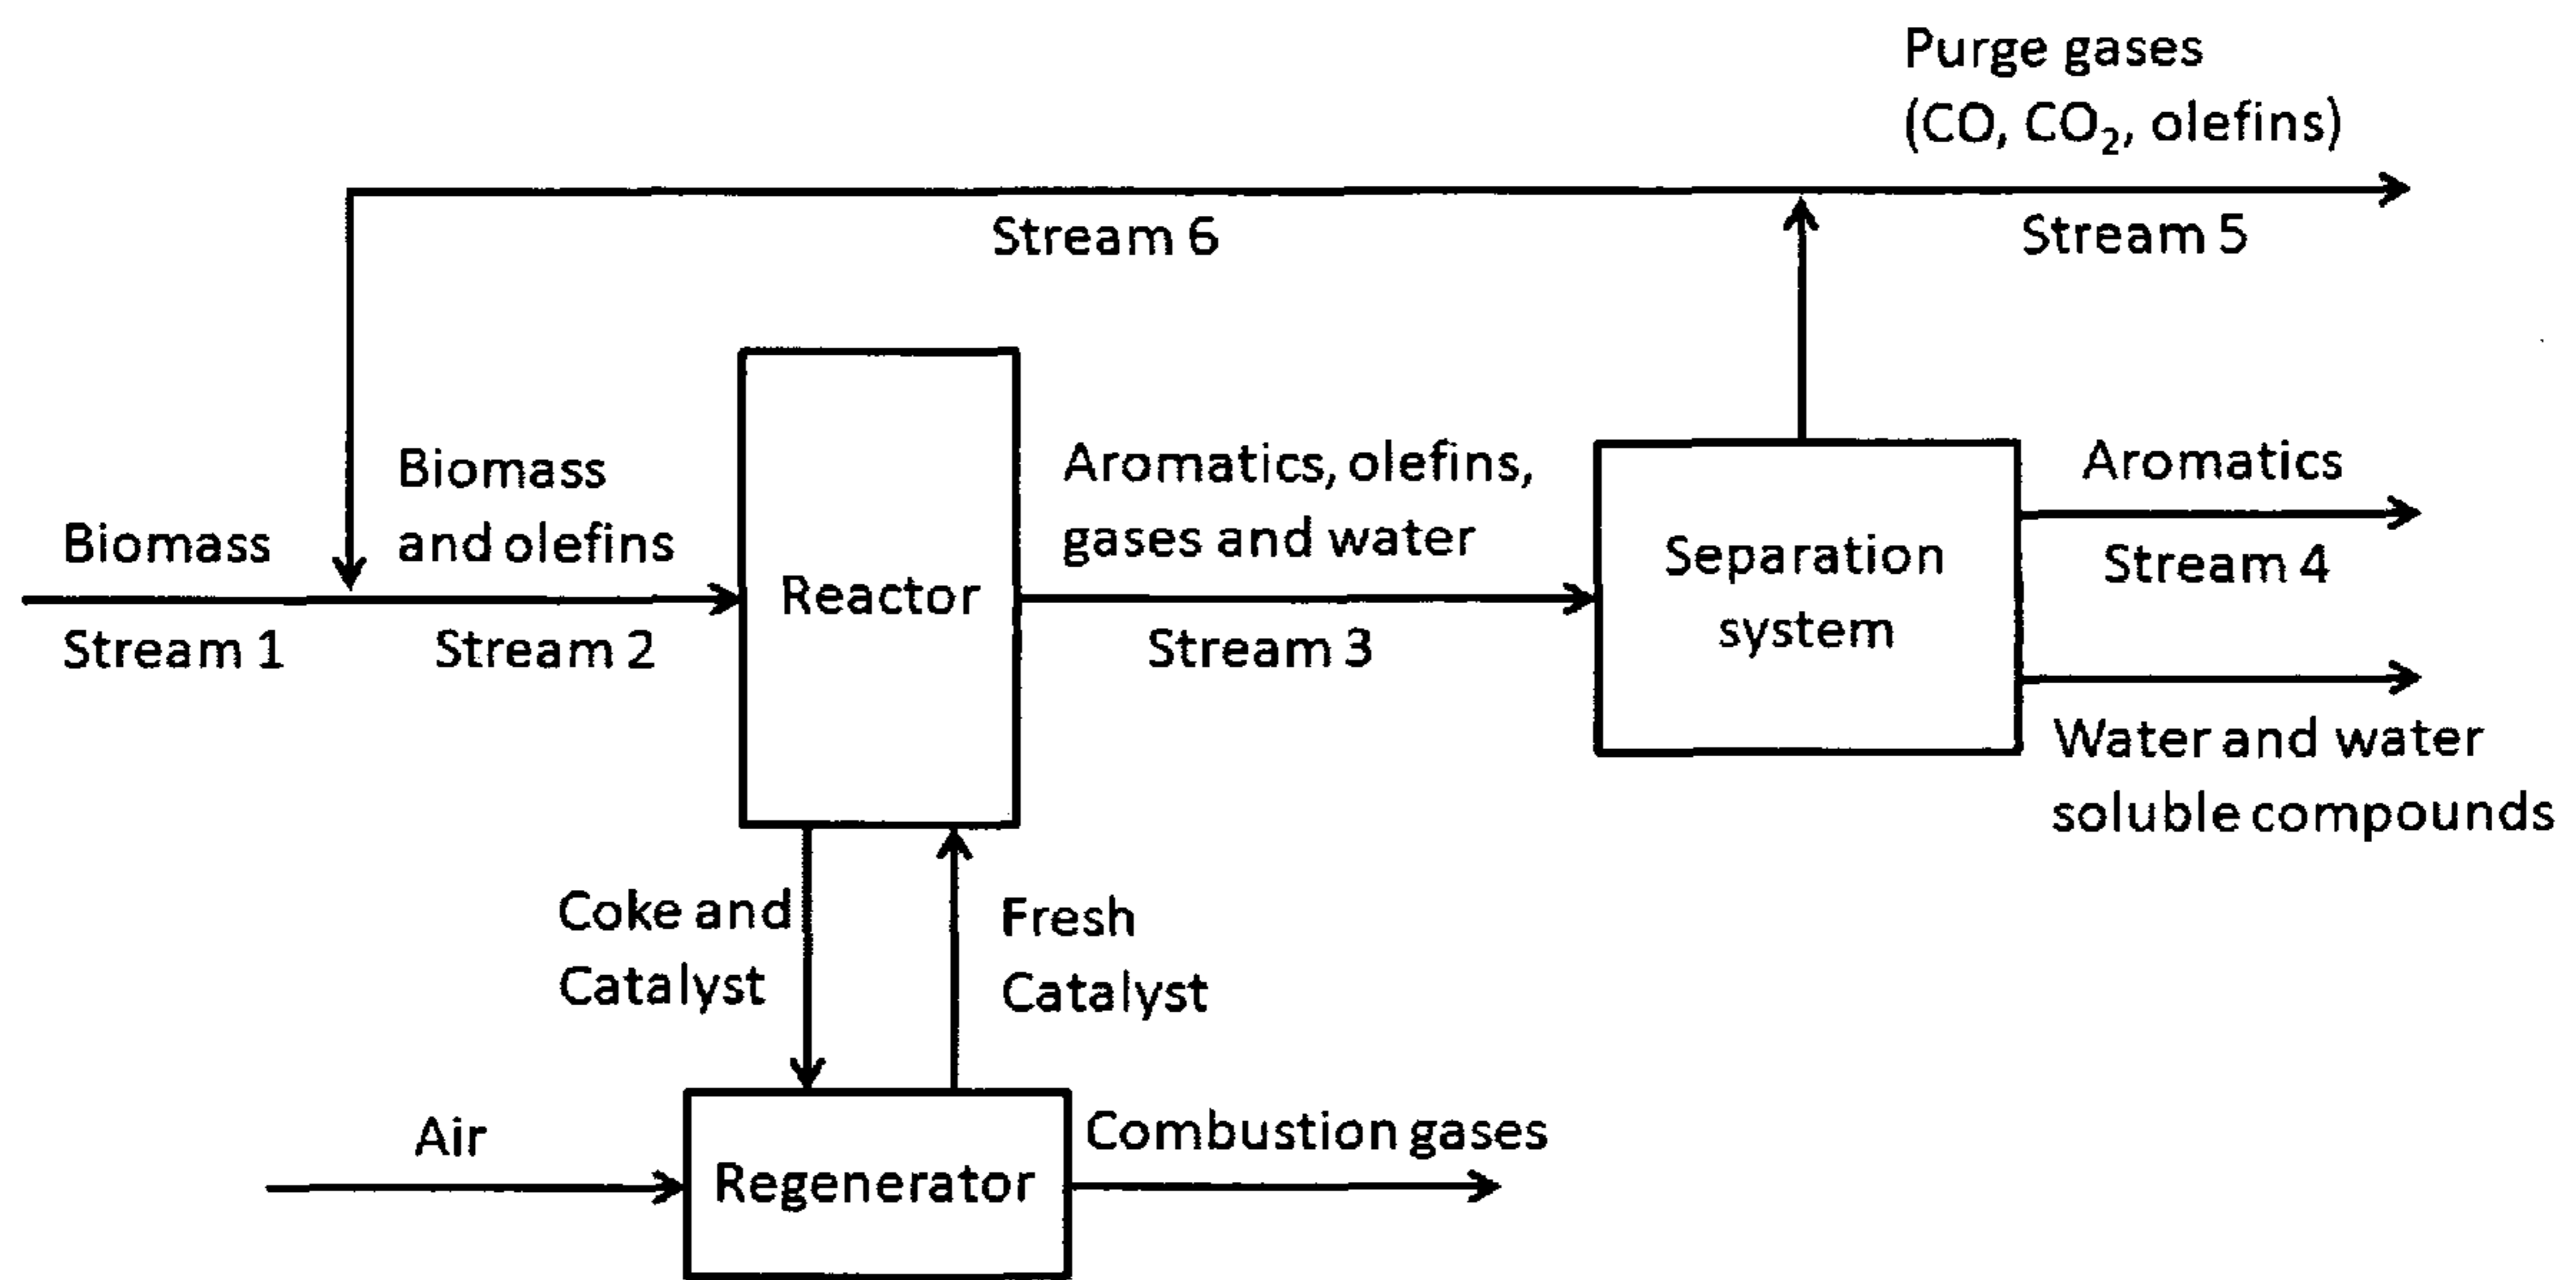 Purge gases
(CO, CO₂, olefins)
Stream 6
Stream 5
Biomass
and olefins
Biomass
Stream 1
Stream 2
Reactor
Aromatics, olefins,
gases and water
Stream 3
Separation
system
Aromatics
Stream 4
Water and water
soluble compounds
Coke and
Catalyst
Fresh
Catalyst
Air
Regenerator
Combustion gases